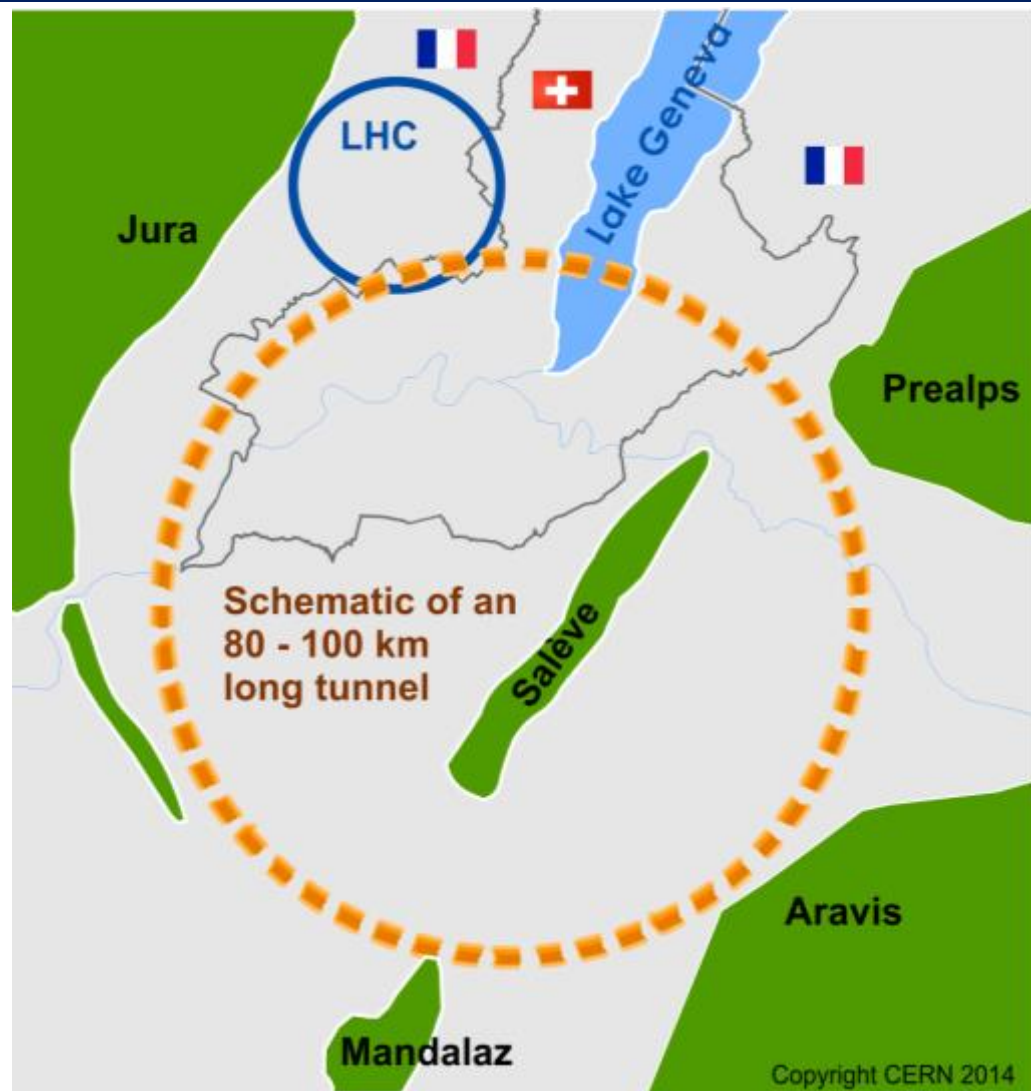 LHC
Lake Geneva
Jura
Prealps
Schematic of an
80 - 100 km
long tunnel
Salève
Aravis
Mandalaz
Copyright CERN 2014